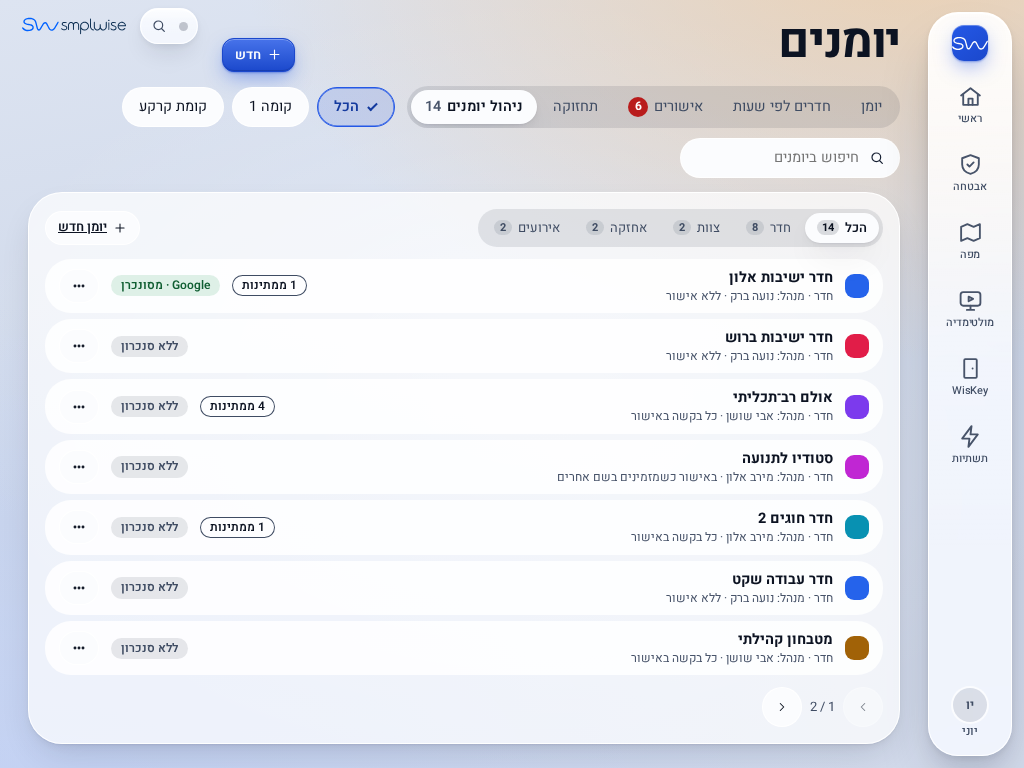 SW
ראשי
אבטחה
מפה
מולטימדיה
WisKey
תשתיות
יו
יוני
יומנים
חדש
SW smplwise
יומן
חדרים לפי שעות
אישורים 6
תחזוקה
ניהול יומנים 14
הכל
קומה 1
קומת קרקע
חיפוש ביומנים
הכל 14
חדר 8
צוות 2
אחזקה 2
אירועים 2
יומן חדש
חדר ישיבות אלון
חדר · מנהל: נועה ברק · ללא אישור
1 ממתינות
Google · מסונכרן
חדר ישיבות ברוש
חדר · מנהל: נועה ברק · ללא אישור
ללא סנכרון
אולם רב־תכליתי
חדר · מנהל: אבי שושן · כל בקשה באישור
4 ממתינות
ללא סנכרון
סטודיו לתנועה
חדר · מנהל: מירב אלון · באישור כשמזמינים בשם אחרים
ללא סנכרון
חדר חוגים 2
חדר · מנהל: מירב אלון · כל בקשה באישור
1 ממתינות
ללא סנכרון
חדר עבודה שקט
חדר · מנהל: נועה ברק · ללא אישור
ללא סנכרון
מטבחון קהילתי
חדר · מנהל: אבי שושן · כל בקשה באישור
ללא סנכרון
1 / 2